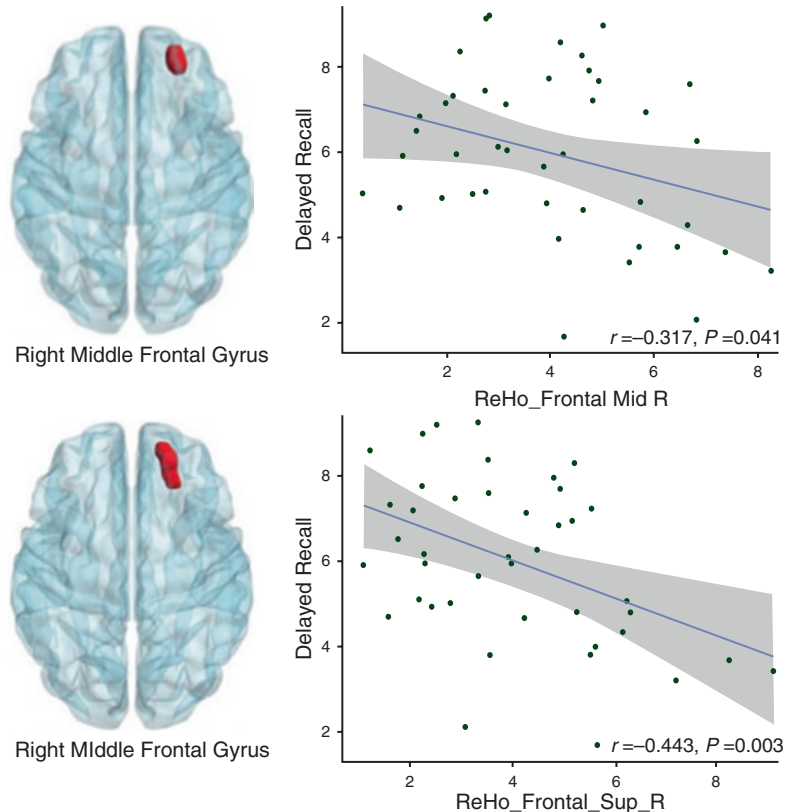 8
6
4
2
Delayed Recall
r=–0.317, P=0.041
2 4 6 8
Right Middle Frontal Gyrus
ReHo_Frontal Mid R
8
6
4
2
Delayed Recall
r=–0.443, P=0.003
Right MIddle Frontal Gyrus
2 4 6 8
ReHo_Frontal_Sup_R